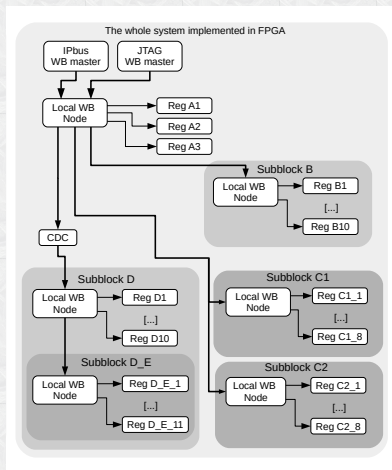 The whole system implemented in FPGA
IPbus
WB master
JTAG
WB master
Local WB
Node
Reg A1
Reg A2
Reg A3
Subblock B
Local WB
Node
Reg B1
[...]
Reg B10
CDC
Subblock D
Local WB
Node
Reg D1
[...]
Reg D10
Subblock D_E
Local WB
Node
Reg D_E_1
[...]
Reg D_E_11
Subblock C1
Local WB
Node
Reg C1_1
[...]
Reg C1_8
Subblock C2
Local WB
Node
Reg C2_1
[...]
Reg C2_8